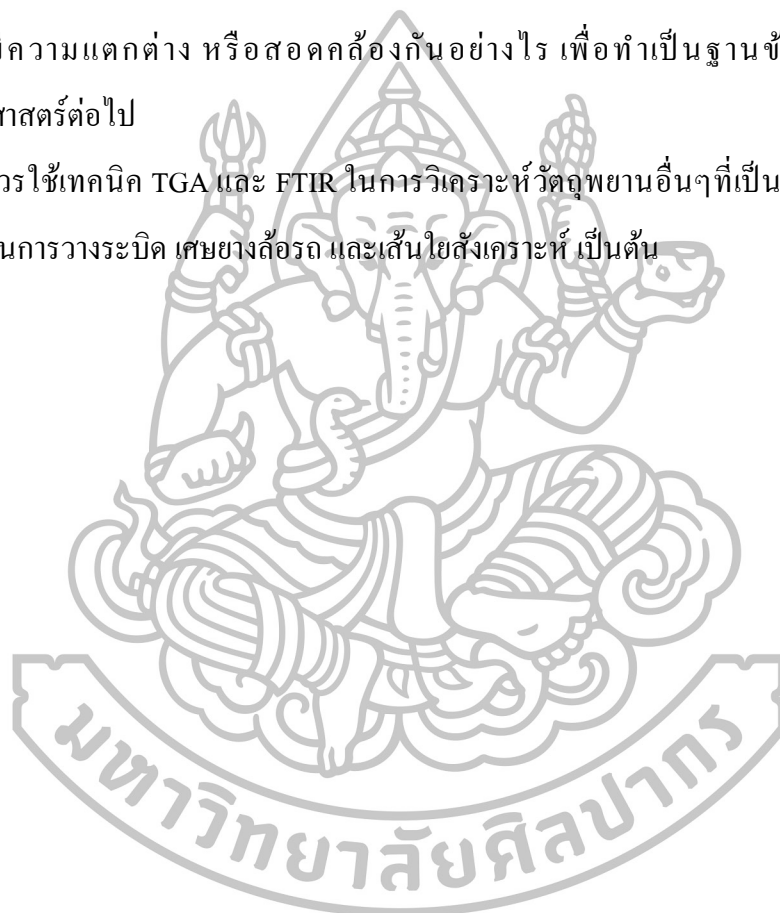 มีความแตกต่าง หรือสอดคล้องกันอย่างไร เพื่อทำเป็นฐานข้
ศาสตร์ต่อไป
วรใช้เทคนิค TGA และ FTIR ในการวิเคราะห์วัตถุพยานอื่นๆที่เป็น
นการวางระบิด เศษยางล้อรถ และเส้นใยสังเคราะห์ เป็นต้น
มหาวิทยาลัยศิลปากร